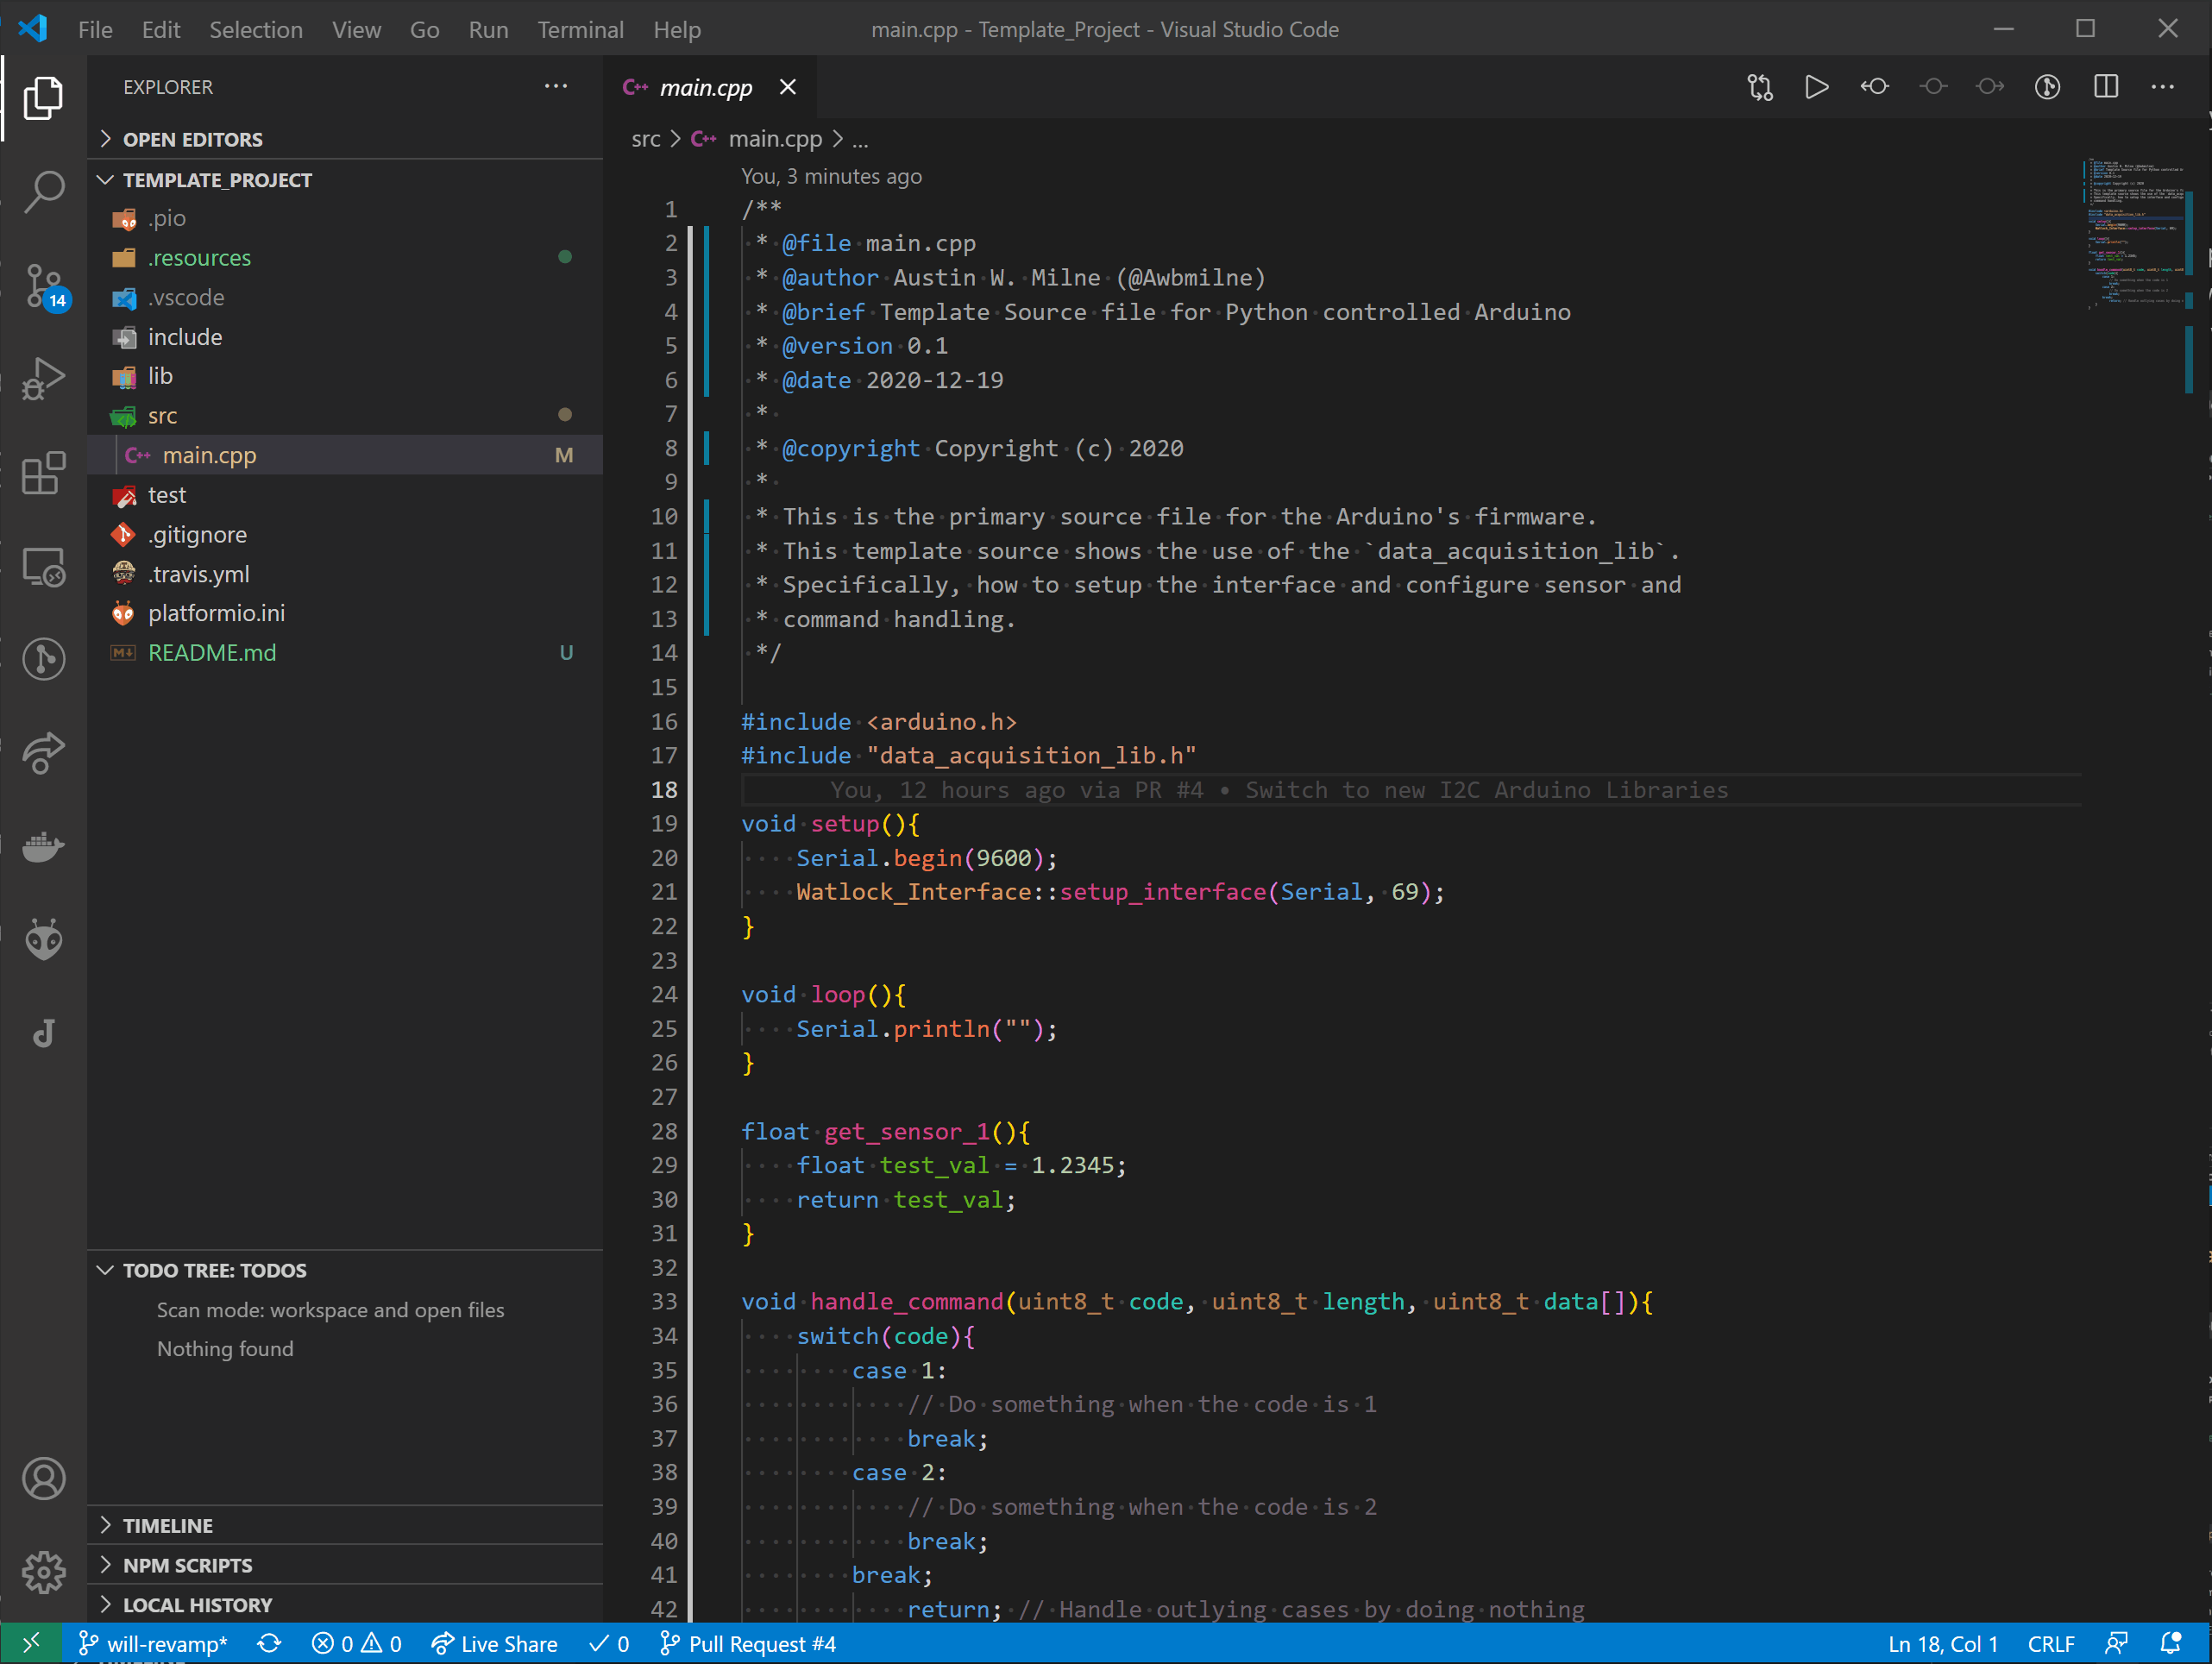 File Edit Selection View Go Run Terminal Help
main.cpp - Template_Project - Visual Studio Code
EXPLORER
OPEN EDITORS
TEMPLATE_PROJECT
.pio
.resources
.vscode
include
lib
src
main.cpp M
test
.gitignore
.travis.yml
platformio.ini
README.md U
14
TODO TREE: TODOS
Scan mode: workspace and open files
Nothing found
TIMELINE
NPM SCRIPTS
LOCAL HISTORY
C++ main.cpp
src > C++ main.cpp > ...
You, 3 minutes ago
1 /**
2 * @file main.cpp
3 * @author Austin W. Milne (@Awbmilne)
4 * @brief Template Source file for Python controlled Arduino
5 * @version 0.1
6 * @date 2020-12-19
7 *
8 * @copyright Copyright (c) 2020
9 *
10 * This is the primary source file for the Arduino's firmware.
11 * This template source shows the use of the `data_acquisition_lib`.
12 * Specifically, how to setup the interface and configure sensor and
13 * command handling.
14 */
15
16 #include <arduino.h>
17 #include "data_acquisition_lib.h"
18 You, 12 hours ago via PR #4 • Switch to new I2C Arduino Libraries
19 void setup(){
20 Serial.begin(9600);
21 Watlock_Interface::setup_interface(Serial, 69);
22 }
23
24 void loop(){
25 Serial.println("");
26 }
27
28 float get_sensor_1(){
29 float test_val = 1.2345;
30 return test_val;
31 }
32
33 void handle_command(uint8_t code, uint8_t length, uint8_t data[]){
34 switch(code){
35 case 1:
36 // Do something when the code is 1
37 break;
38 case 2:
39 // Do something when the code is 2
40 break;
41 break;
42 return; // Handle outlying cases by doing nothing
will-revamp* 0 0 Live Share 0 Pull Request #4 Ln 18, Col 1 CRLF